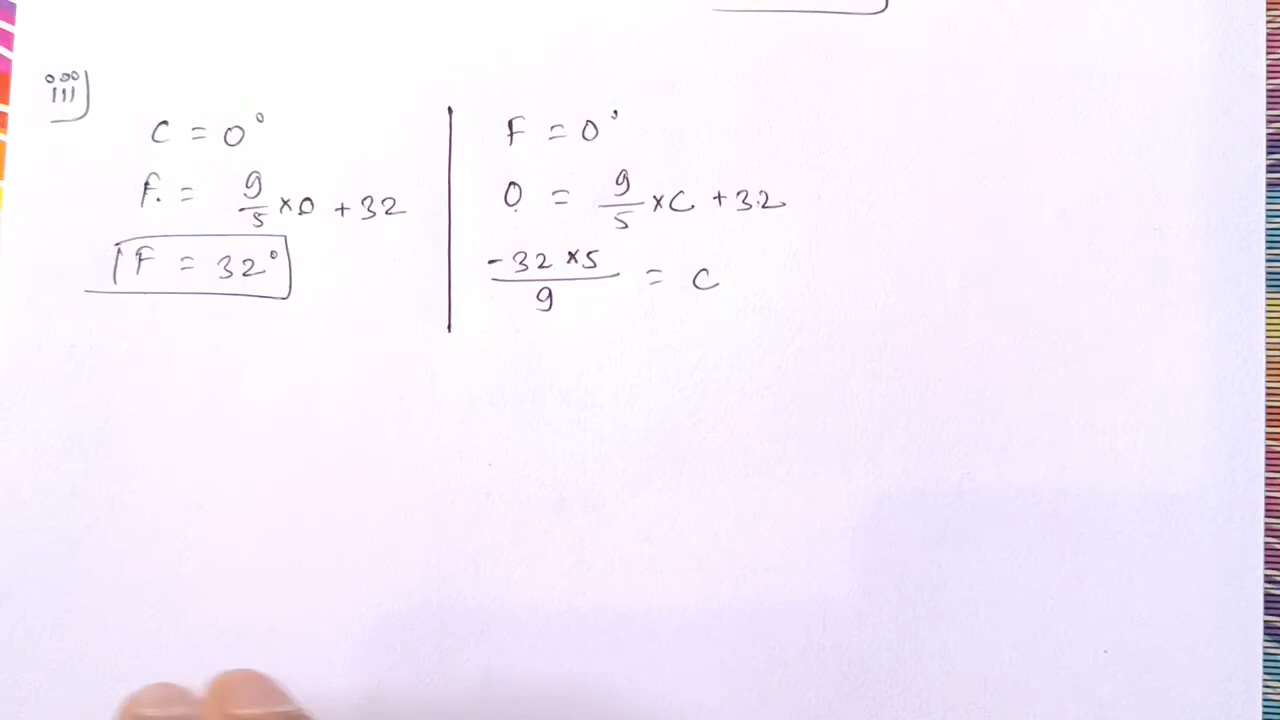 iii)
C = 0°
F. = 9/5 × 0 + 32
F = 32°
F = 0°
0 = 9/5 × C + 32
-32 × 5 / 9 = C